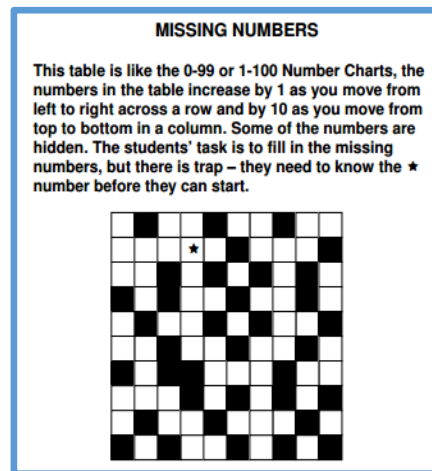 MISSING NUMBERS
This table is like the 0-99 or 1-100 Number Charts, the
numbers in the table increase by 1 as you move from
left to right across a row and by 10 as you move from
top to bottom in a column. Some of the numbers are
hidden. The students' task is to fill in the missing
numbers, but there is trap – they need to know the ★
number before they can start.
★